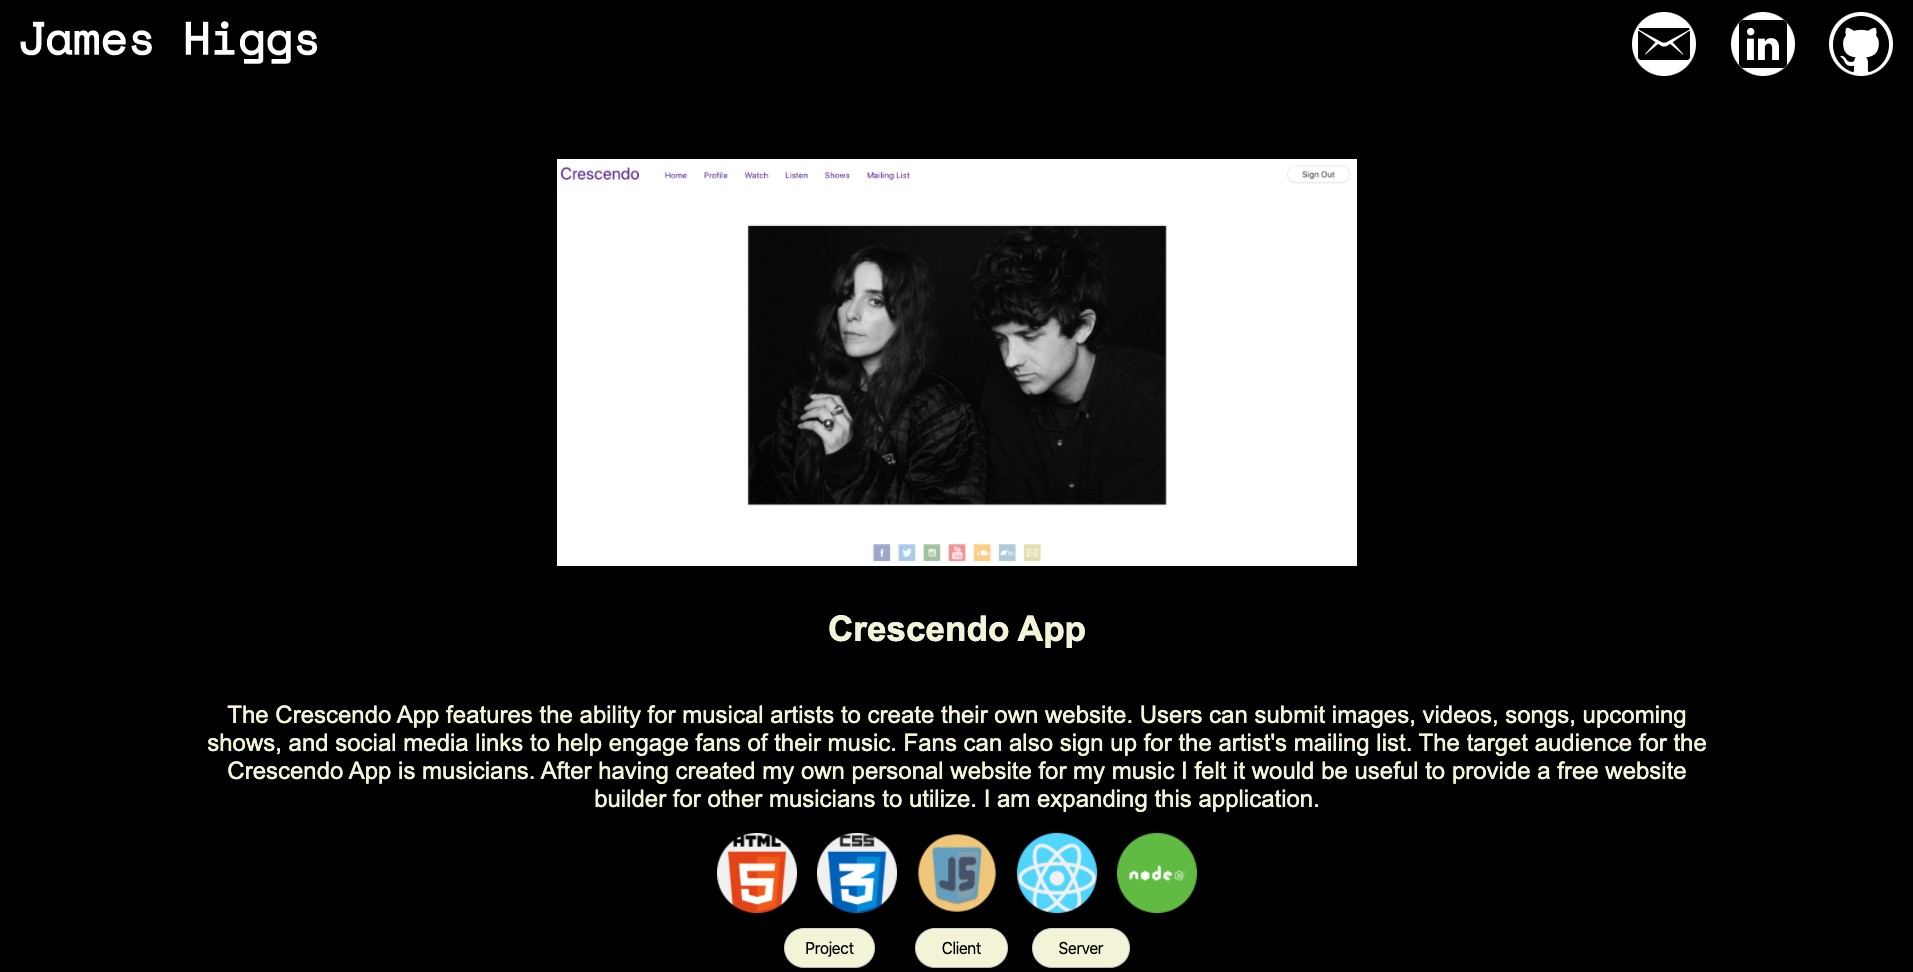 James Higgs
in
Crescendo Home Profile Watch Listen Shows Mailing List Sign Out
Crescendo App
The Crescendo App features the ability for musical artists to create their own website. Users can submit images, videos, songs, upcoming
shows, and social media links to help engage fans of their music. Fans can also sign up for the artist's mailing list. The target audience for the
Crescendo App is musicians. After having created my own personal website for my music I felt it would be useful to provide a free website
builder for other musicians to utilize. I am expanding this application.
HTML 5 CSS 3 JS node JS
Project Client Server